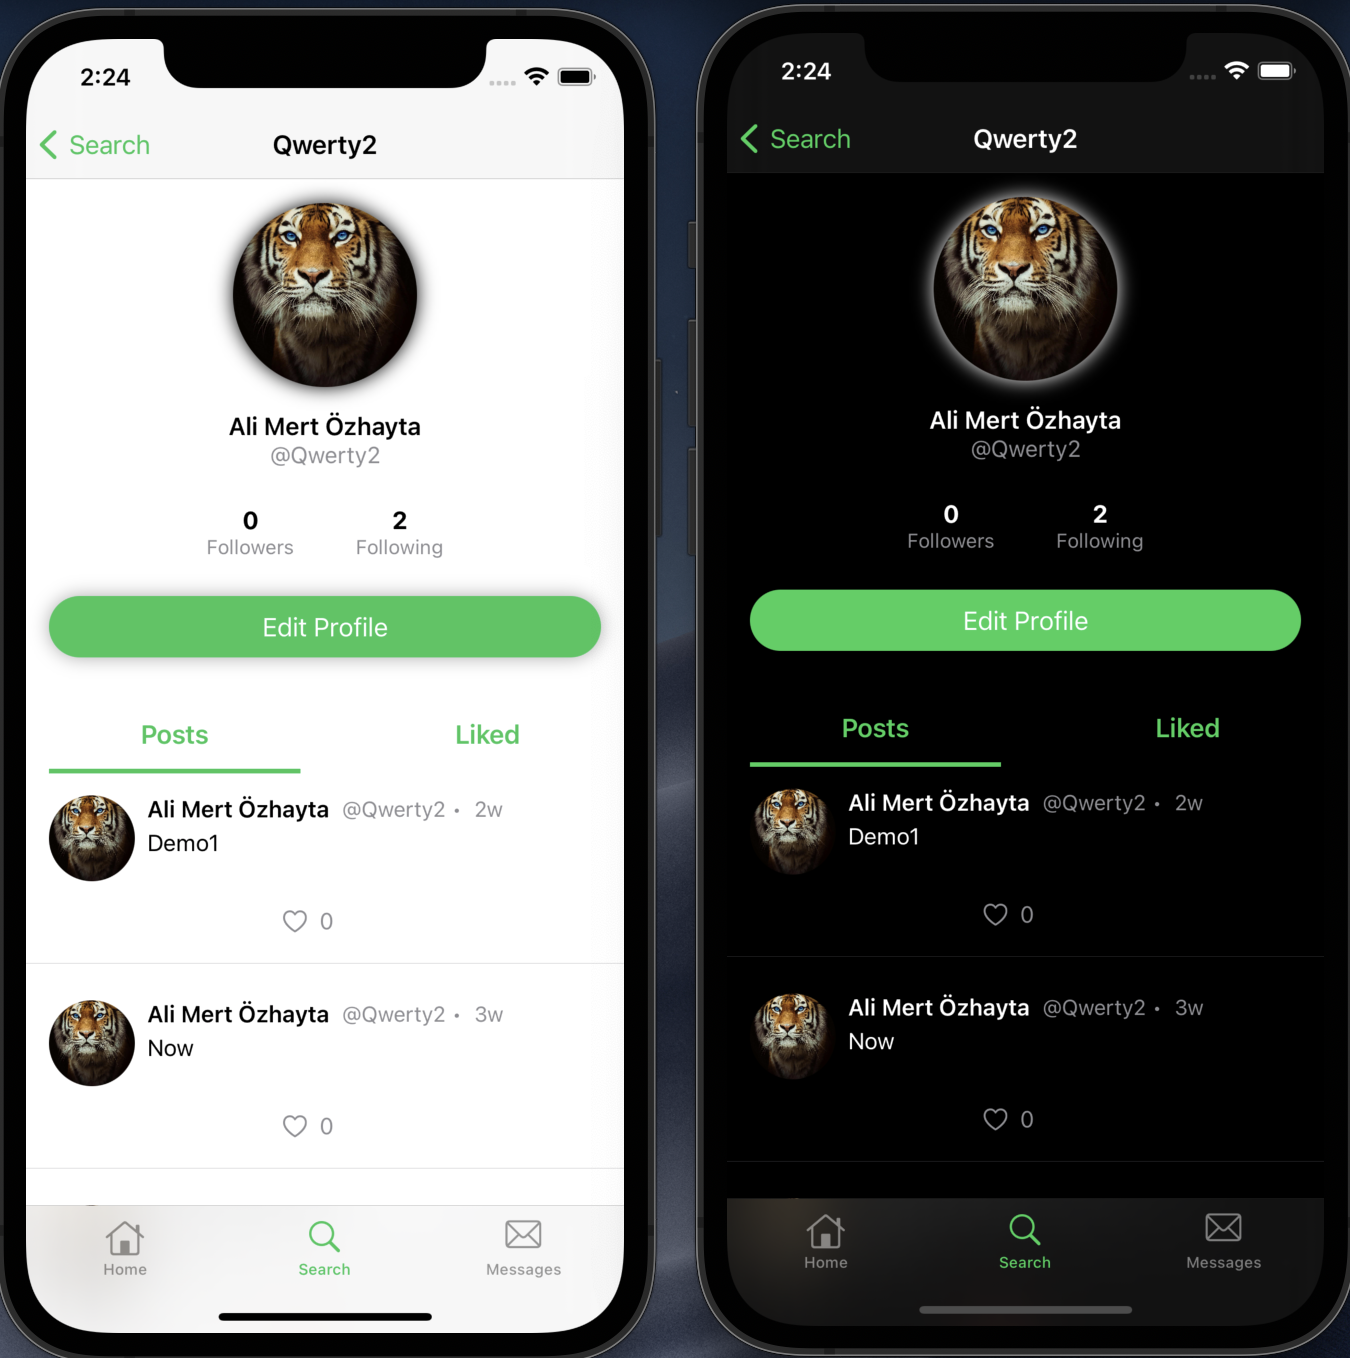 2:24
Search Qwerty2
Ali Mert Özhayta
@Qwerty2
0 2
Followers Following
Edit Profile
Posts Liked
Ali Mert Özhayta @Qwerty2 • 2w
Demo1
0
Ali Mert Özhayta @Qwerty2 • 3w
Now
0
Home Search Messages
2:24
Search Qwerty2
Ali Mert Özhayta
@Qwerty2
0 2
Followers Following
Edit Profile
Posts Liked
Ali Mert Özhayta @Qwerty2 • 2w
Demo1
0
Ali Mert Özhayta @Qwerty2 • 3w
Now
0
Home Search Messages